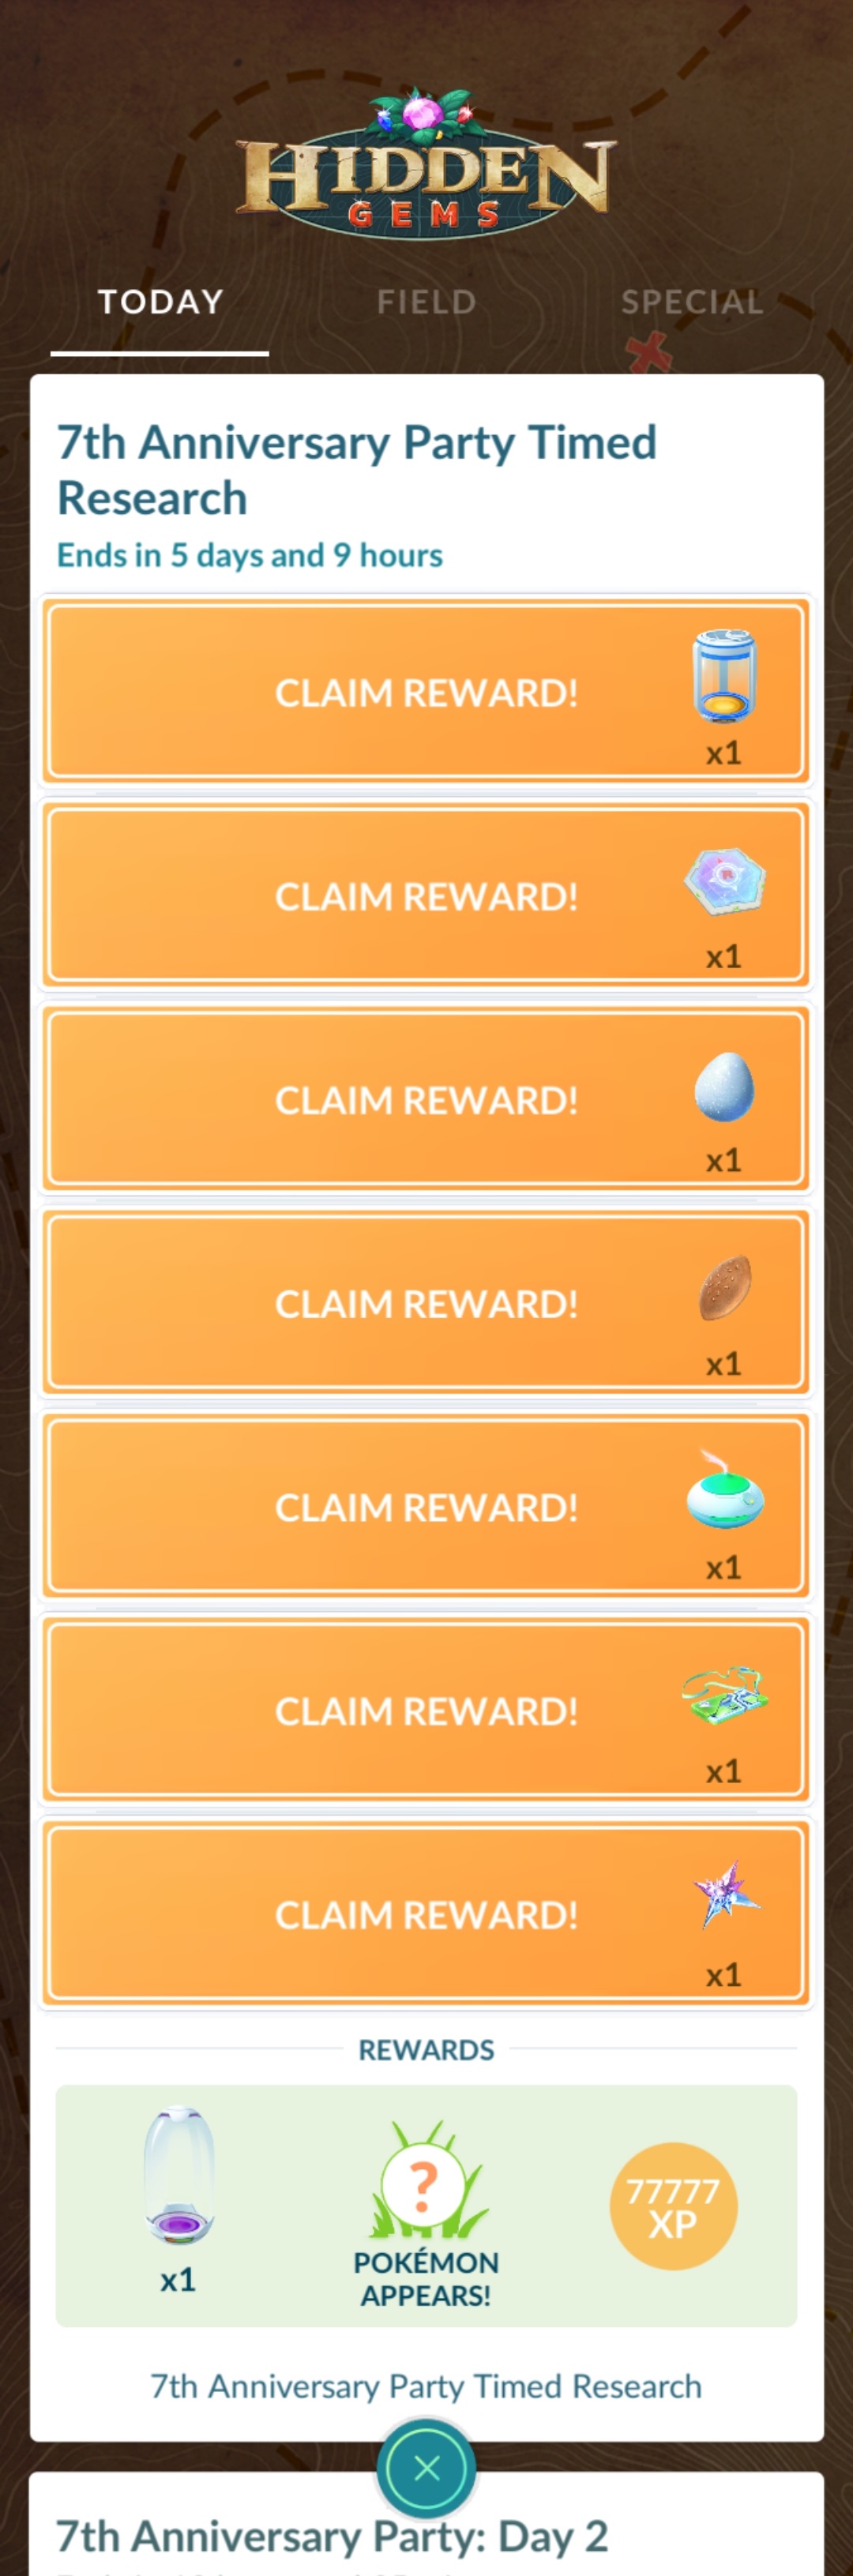 HIDDEN
GEMS
TODAY FIELD SPECIAL
7th Anniversary Party Timed
Research
Ends in 5 days and 9 hours
CLAIM REWARD!
x1
CLAIM REWARD!
x1
CLAIM REWARD!
x1
CLAIM REWARD!
x1
CLAIM REWARD!
x1
CLAIM REWARD!
x1
CLAIM REWARD!
x1
REWARDS
x1
?
POKÉMON
APPEARS!
77777
XP
7th Anniversary Party Timed Research
7th Anniversary Party: Day 2